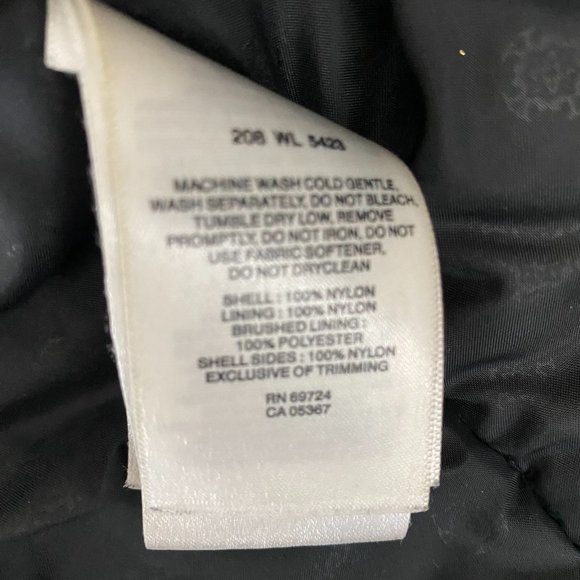 208 WL 5423
MACHINE WASH COLD GENTLE,
WASH SEPARATELY, DO NOT BLEACH,
TUMBLE DRY LOW, REMOVE
PROMPTLY, DO NOT IRON, DO NOT
USE FABRIC SOFTENER,
DO NOT DRYCLEAN
SHELL : 100% NYLON
LINING : 100% NYLON
BRUSHED LINING :
100% POLYESTER
SHELL SIDES : 100% NYLON
EXCLUSIVE OF TRIMMING
RN 69724
CA 05367